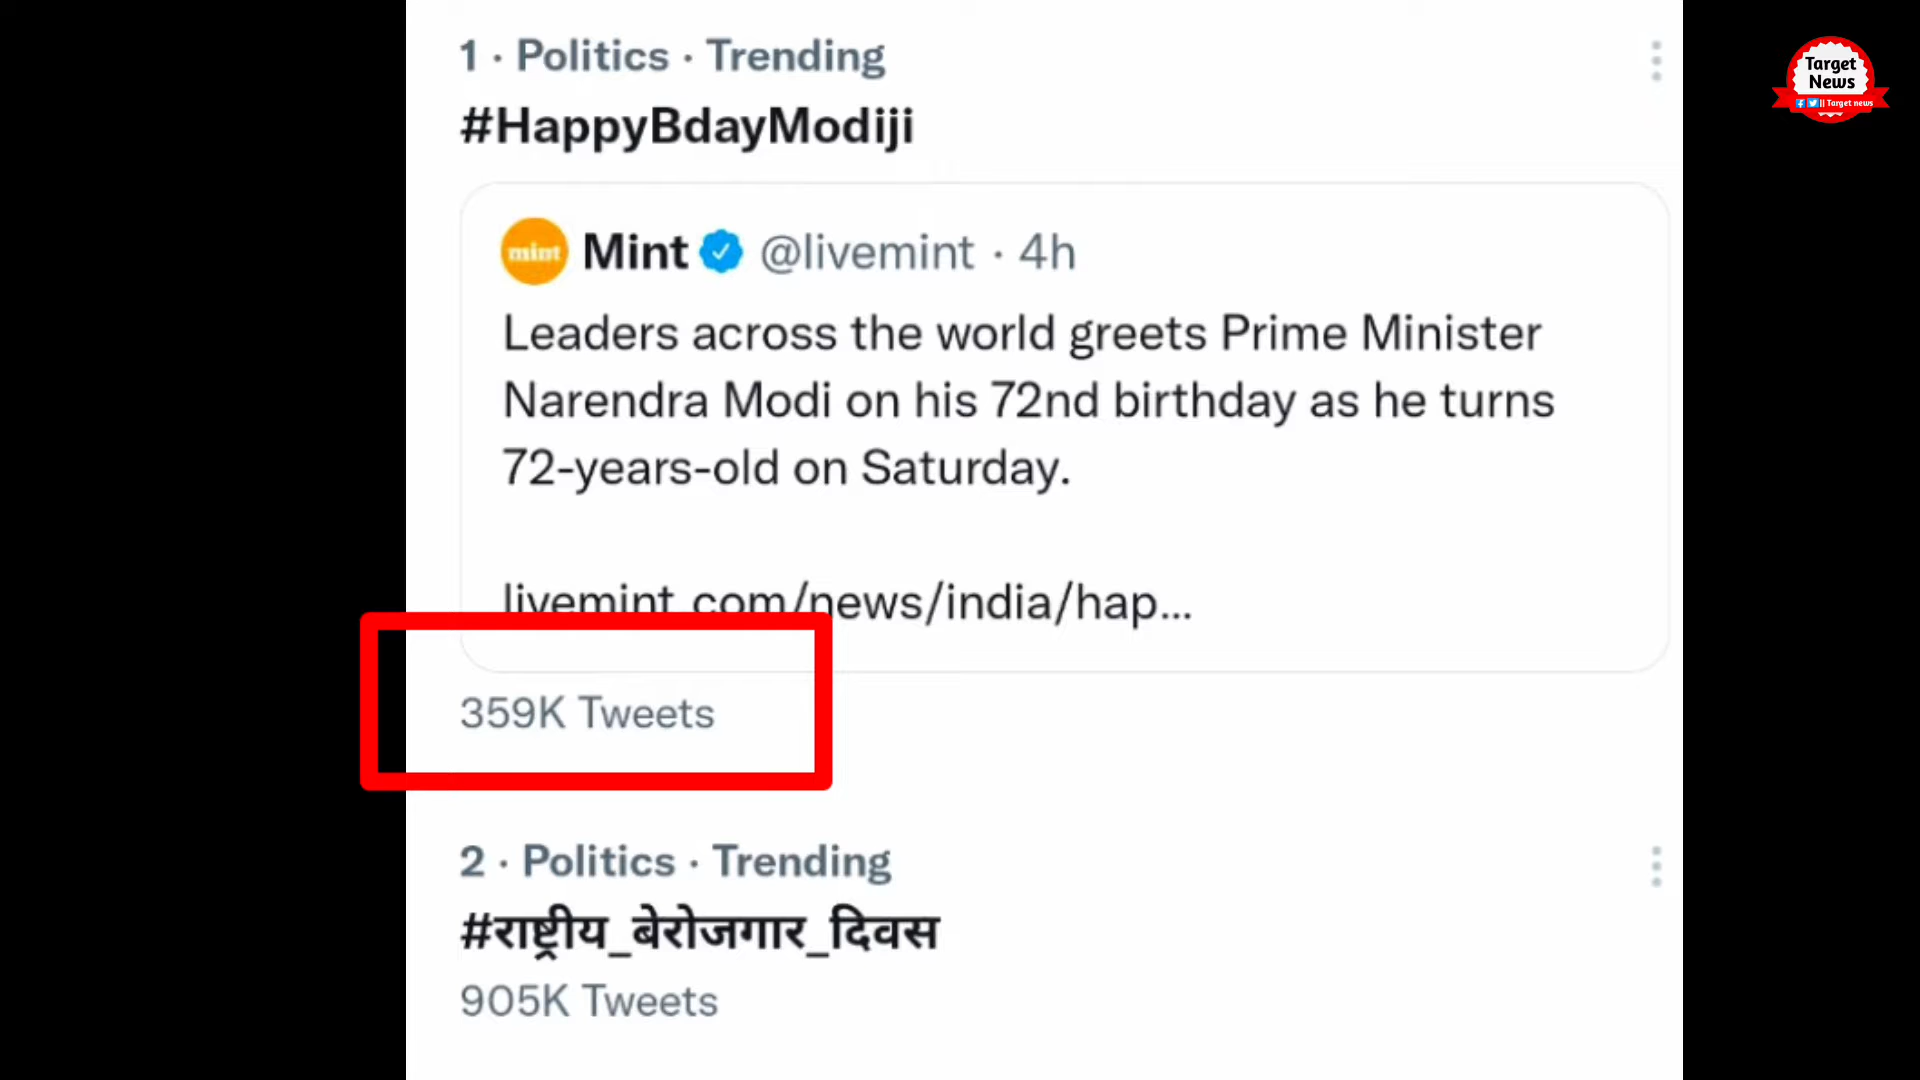 1 · Politics · Trending
#HappyBdayModiji
mint Mint @livemint · 4h
Leaders across the world greets Prime Minister
Narendra Modi on his 72nd birthday as he turns
72-years-old on Saturday.
livemint.com/news/india/hap...
359K Tweets
2 · Politics · Trending
#राष्ट्रीय_बेरोजगार_दिवस
905K Tweets
Target
News
|| Target news